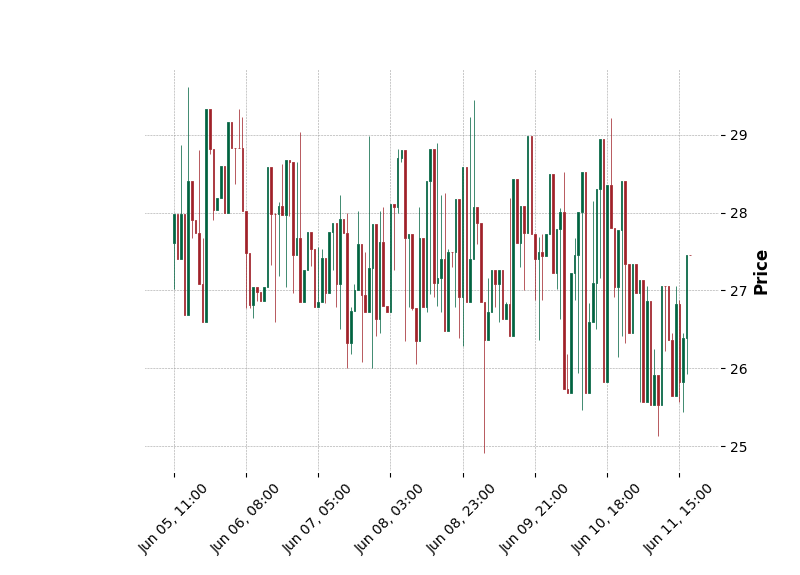 29
28
27
26
25
Price
Jun 05, 11:00
Jun 06, 08:00
Jun 07, 05:00
Jun 08, 03:00
Jun 08, 23:00
Jun 09, 21:00
Jun 10, 18:00
Jun 11, 15:00